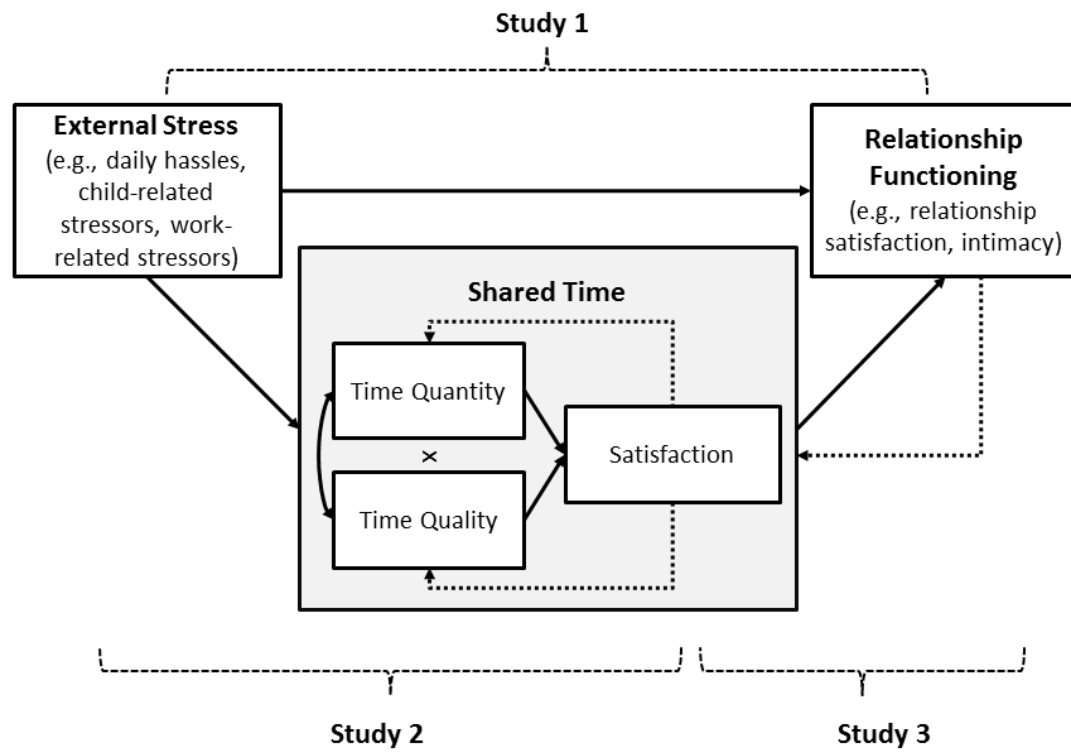 Study 1
External Stress
(e.g., daily hassles,
child-related
stressors, work-
related stressors)
Relationship
Functioning
(e.g., relationship
satisfaction, intimacy)
Shared Time
Time Quantity
x
Time Quality
Satisfaction
Study 2
Study 3